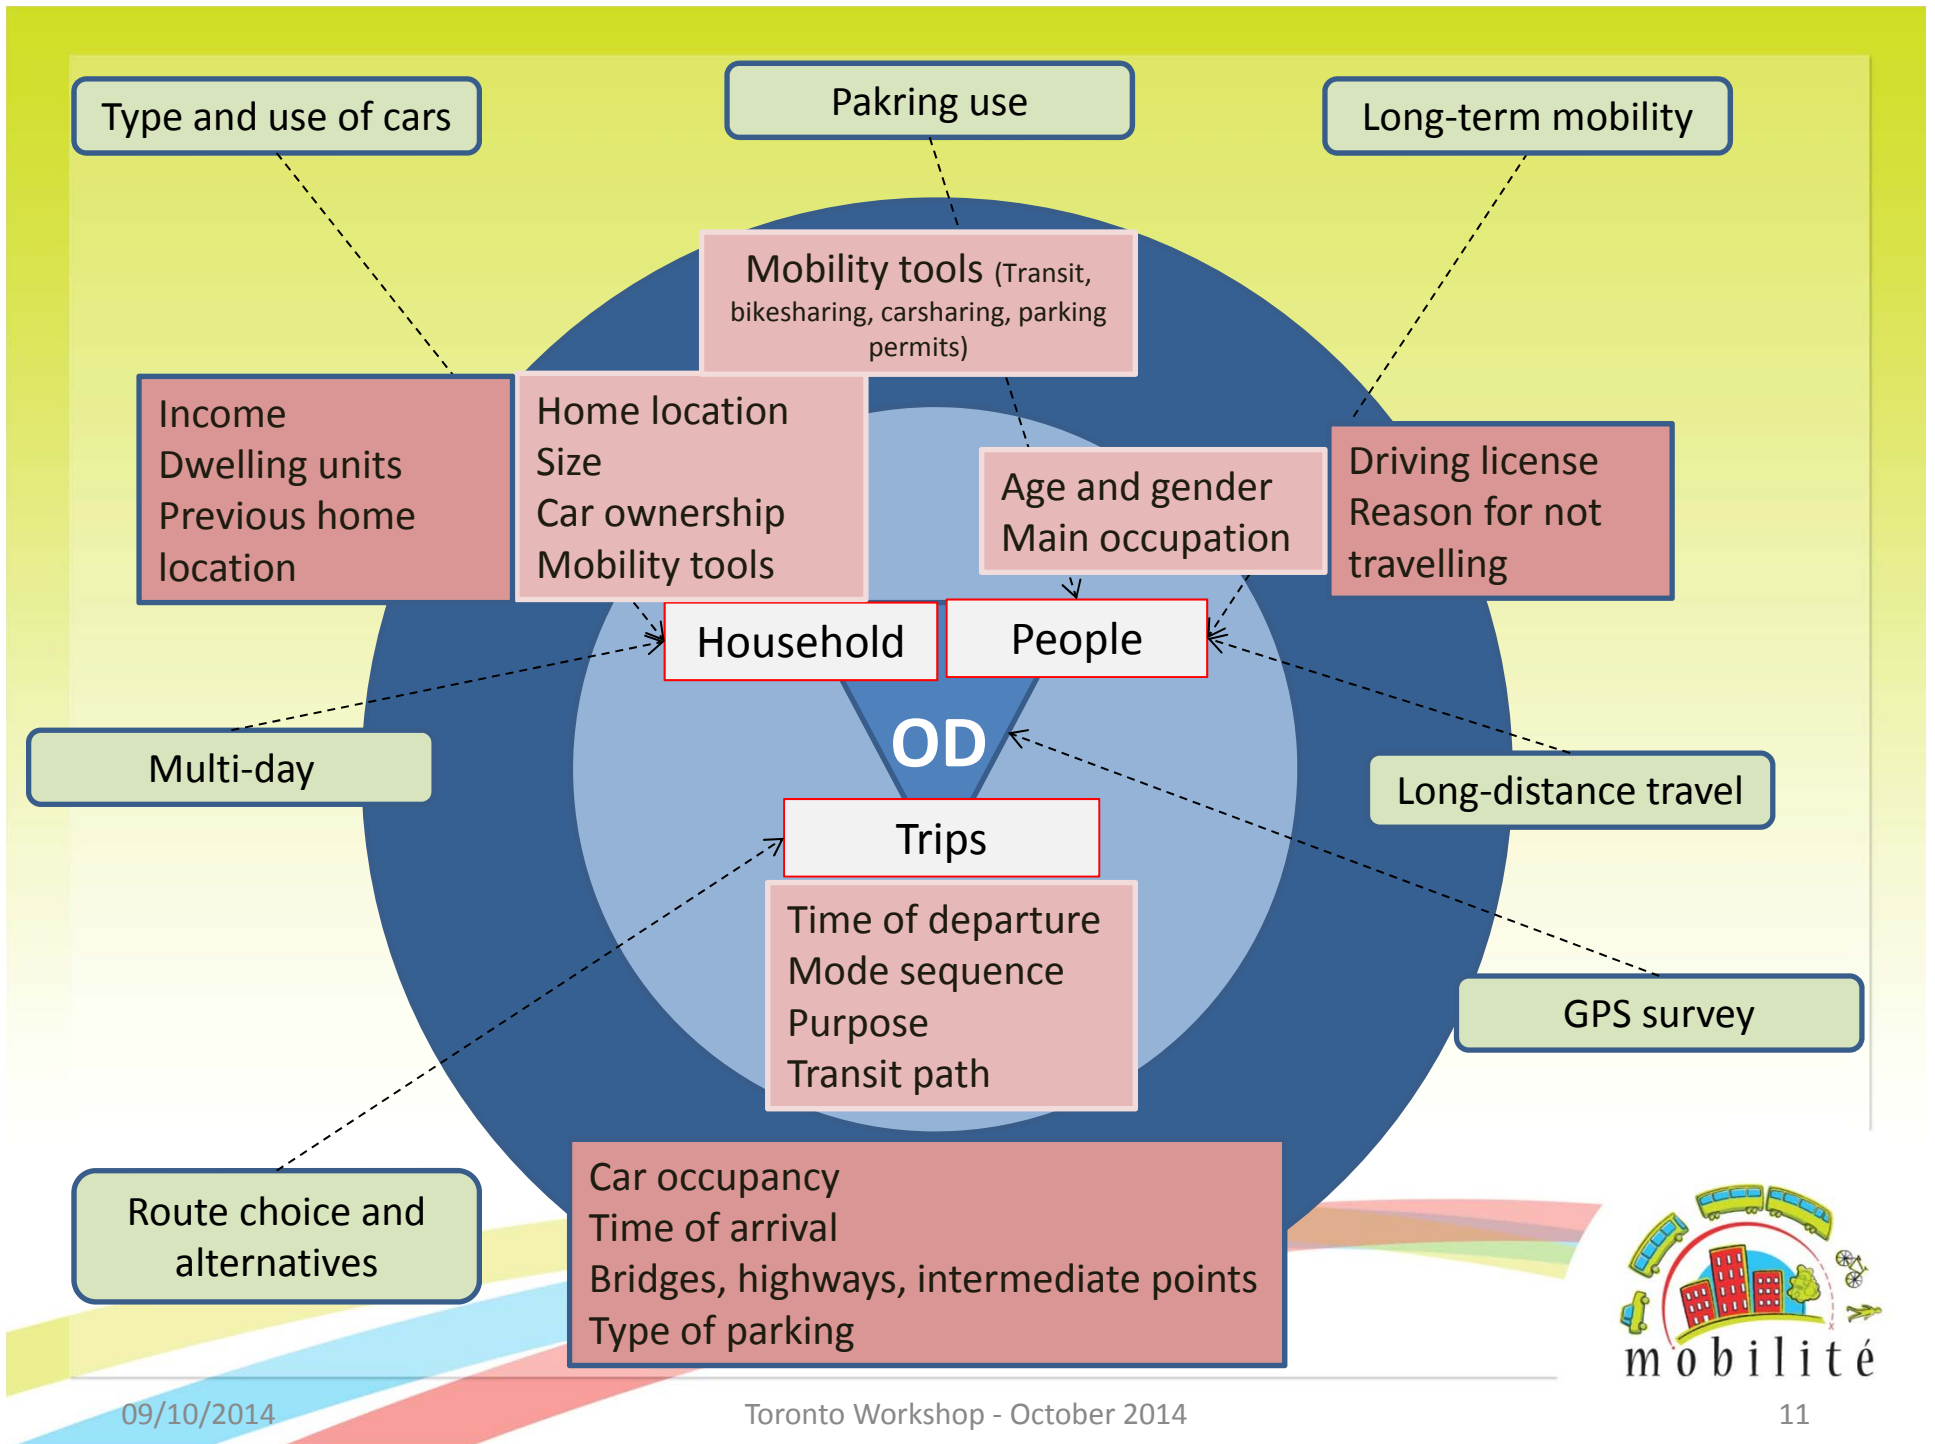 Type and use of cars
Pakring use
Long-term mobility
Mobility tools (Transit,
bikesharing, carsharing, parking
permits)
Income
Dwelling units
Previous home
location
Home location
Size
Car ownership
Mobility tools
Age and gender
Main occupation
Driving license
Reason for not
travelling
Household
People
OD
Multi-day
Long-distance travel
Trips
Time of departure
Mode sequence
Purpose
Transit path
GPS survey
Route choice and
alternatives
Car occupancy
Time of arrival
Bridges, highways, intermediate points
Type of parking
mobilité
09/10/2014
Toronto Workshop - October 2014
11